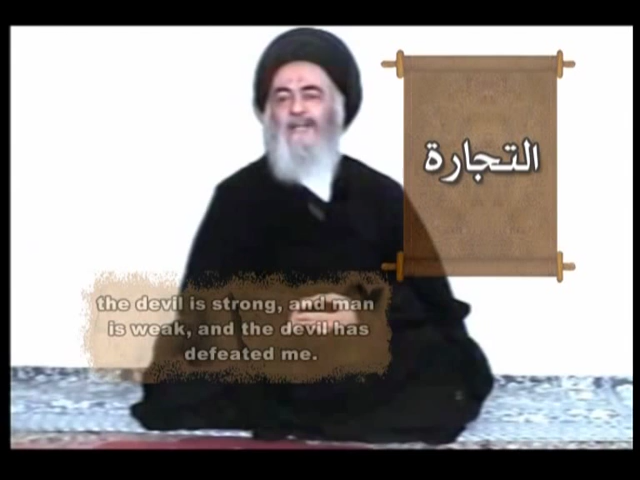 التجارة
the devil is strong, and man
is weak, and the devil has
defeated me.